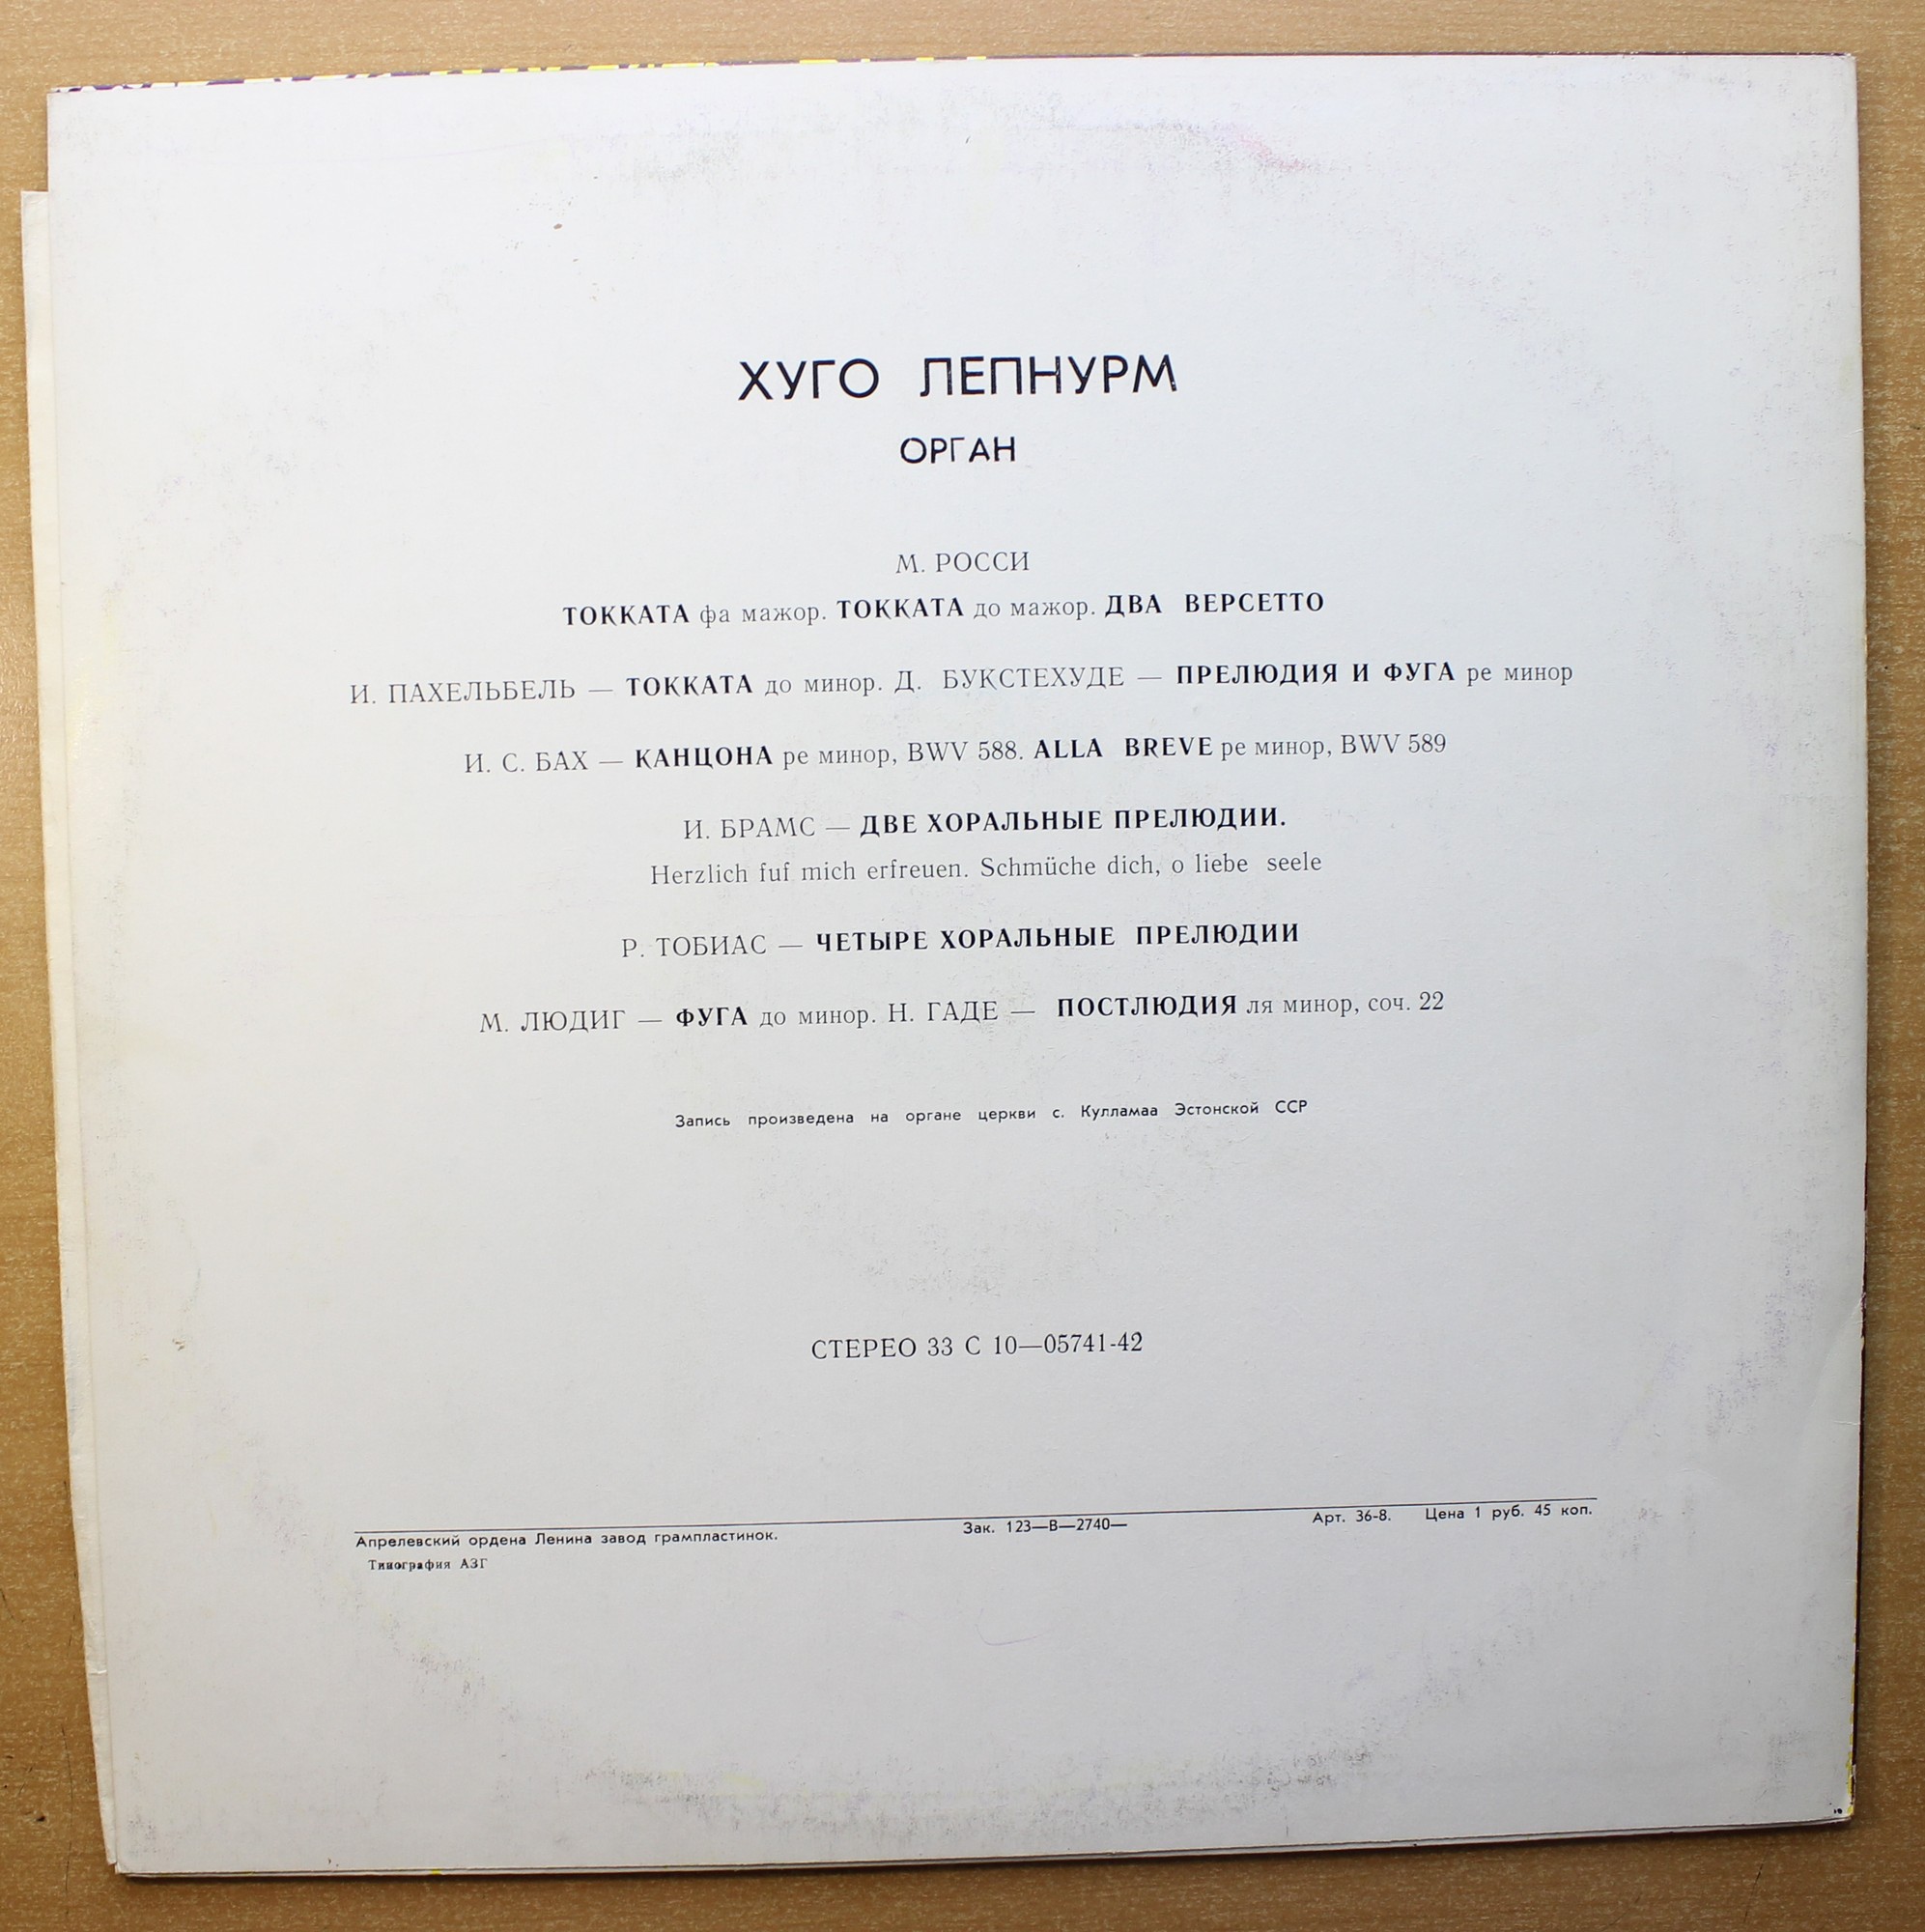 ХУГО ЛЕПНУРМ
ОРГАН
М. РОССИ
ТОККАТА фа мажор. ТОККАТА до мажор. ДВА ВЕРСЕТТО
И. ПАХЕЛЬБЕЛЬ — ТОККАТА до минор. Д. БУКСТЕХУДЕ — ПРЕЛЮДИЯ И ФУГА ре минор
И. С. БАХ — КАНЦОНА ре минор, BWV 588. ALLA BREVE ре минор, BWV 589
И. БРАМС — ДВЕ ХОРАЛЬНЫЕ ПРЕЛЮДИИ.
Herzlich fuf mich erfreuen. Schmüche dich, o liebe seele
Р. ТОБИАС — ЧЕТЫРЕ ХОРАЛЬНЫЕ ПРЕЛЮДИИ
М. ЛЮДИГ — ФУГА до минор. Н. ГАДЕ — ПОСТЛЮДИЯ ля минор, соч. 22
Запись произведена на органе церкви с. Кулламаа Эстонской ССР
СТЕРЕО 33 С 10—05741-42
Апрелевский ордена Ленина завод грампластинок. Зак. 123—В—2740— Арт. 36-8. Цена 1 руб. 45 коп.
Типография АЗГ